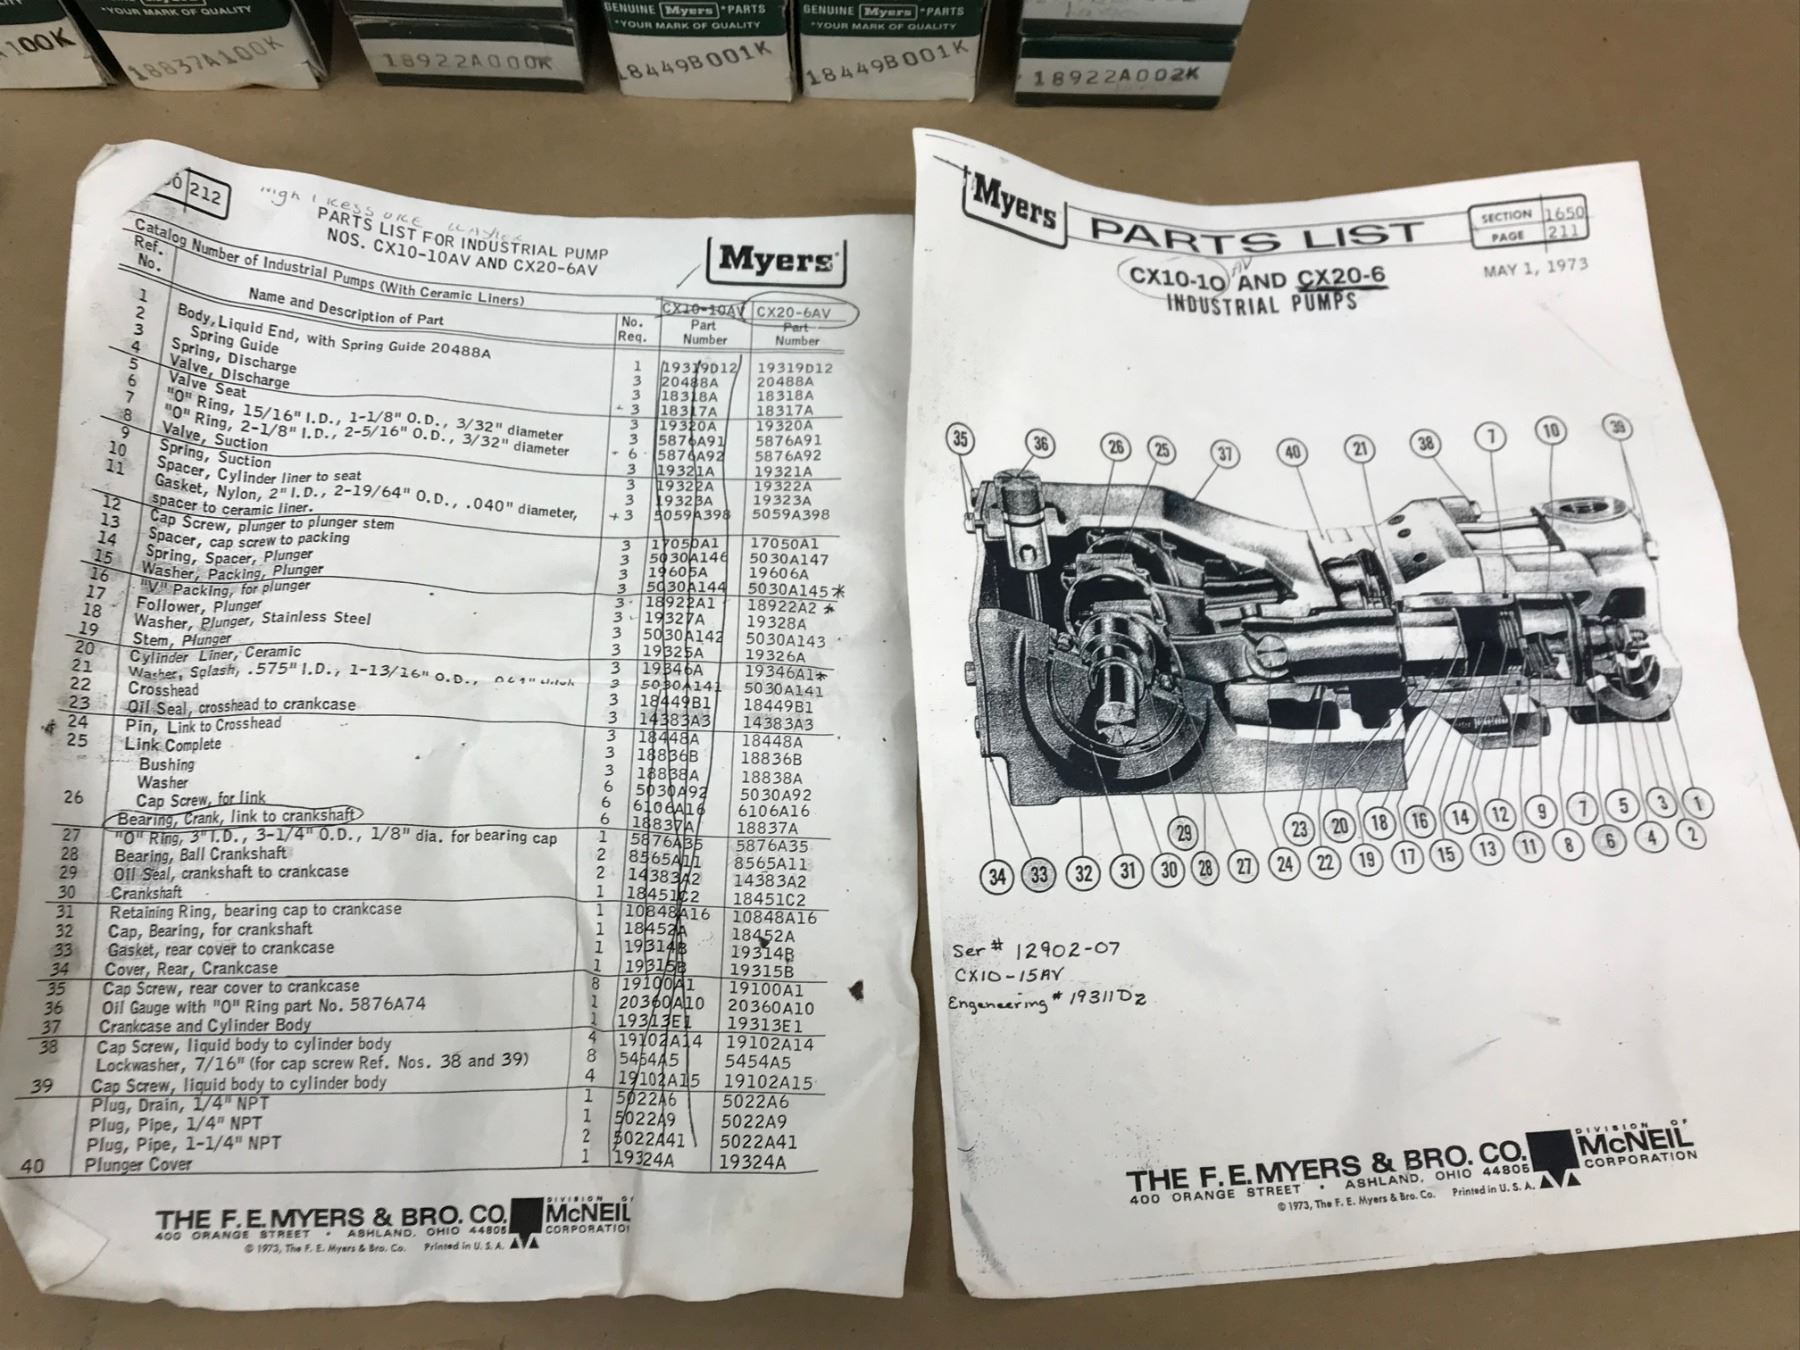 100K
GENUINE Myers PARTS
"YOUR MARK OF QUALITY
18837A100K
18922A000K
GENUINE Myers *PARTS
"YOUR MARK OF QUALITY
18449B001K
GENUINE Myers *PARTS
"YOUR MARK OF QUALITY
18449B001K
18922A002K
212
PARTS LIST FOR INDUSTRIAL PUMP
NOS. CX10-10AV AND CX20-6AV
Myers
Catalog Number of Industrial Pumps (With Ceramic Liners)
CX10-10AV CX20-6AV
Ref. No. Name and Description of Part No. Req. Part Number Part Number
1 Body, Liquid End, with Spring Guide 20488A 1 19319D12 19319D12
2 Spring Guide 3 20488A 20488A
3 Spring, Discharge 3 18318A 18318A
4 Valve, Discharge 3 18317A 18317A
5 Valve Seat 3 19320A 19320A
6 "O" Ring, 15/16" I.D., 1-1/8" O.D., 3/32" diameter 3 5876A91 5876A91
7 "O" Ring, 2-1/8" I.D., 2-5/16" O.D., 3/32" diameter 6 5876A92 5876A92
8 Valve, Suction 3 19321A 19321A
9 Spring, Suction 3 19322A 19322A
10 Spacer, Cylinder liner to seat 3 19323A 19323A
11 Gasket, Nylon, 2" I.D., 2-19/64" O.D., .040" diameter,
spacer to ceramic liner. +3 5059A398 5059A398
12 Cap Screw, plunger to plunger stem 3 17050A1 17050A1
13 Spacer, cap screw to packing 3 5030A146 5030A147
14 Spring, Spacer, Plunger 3 19605A 19606A
15 Washer, Packing, Plunger 3 5030A144 5030A145*
16 "V" Packing, for plunger 3 18922A1 18922A2 *
17 Follower, Plunger 3 19327A 19328A
18 Washer, Plunger, Stainless Steel 3 5030A142 5030A143
19 Stem, Plunger 3 19325A 19326A
20 Cylinder Liner, Ceramic 3 19346A 19346A1*
21 Washer, Splash, .575" I.D., 1-13/16" O.D., 3 5030A141 5030A141
22 Crosshead 3 18449B1 18449B1
23 Oil Seal, crosshead to crankcase 3 14383A3 14383A3
24 Pin, Link to Crosshead 3 18448A 18448A
25 Link Complete 3 18836B 18836B
Bushing 3 18838A 18838A
Washer 6 5030A92 5030A92
Cap Screw, for link 6 6106A16 6106A16
26 Bearing, Crank, link to crankshaft 6 18837A 18837A
27 "O" Ring, 3" I.D., 3-1/4" O.D., 1/8" dia. for bearing cap 1 5876A35 5876A35
28 Bearing, Ball Crankshaft 2 8565A11 8565A11
29 Oil Seal, crankshaft to crankcase 2 14383A2 14383A2
30 Crankshaft 1 18451C2 18451C2
31 Retaining Ring, bearing cap to crankcase 1 10848A16 10848A16
32 Cap, Bearing, for crankshaft 1 18452A 18452A
33 Gasket, rear cover to crankcase 1 19314B 19314B
34 Cover, Rear, Crankcase 1 19315B 19315B
35 Cap Screw, rear cover to crankcase 8 19100A1 19100A1
36 Oil Gauge with "O" Ring part No. 5876A74 1 20360A10 20360A10
37 Crankcase and Cylinder Body 1 19313E1 19313E1
38 Cap Screw, liquid body to cylinder body 4 19102A14 19102A14
Lockwasher, 7/16" (for cap screw Ref. Nos. 38 and 39) 8 5454A5 5454A5
39 Cap Screw, liquid body to cylinder body 4 19102A15 19102A15
Plug, Drain, 1/4" NPT 1 5022A6 5022A6
Plug, Pipe, 1/4" NPT 1 5022A9 5022A9
Plug, Pipe, 1-1/4" NPT 2 5022A41 5022A41
40 Plunger Cover 1 19324A 19324A
THE F. E. MYERS & BRO. CO.
400 ORANGE STREET • ASHLAND, OHIO 44805
DIVISION OF
McNEIL
CORPORATION
© 1973, The F. E. Myers & Bro. Co. Printed in U. S. A.
Myers PARTS LIST
SECTION 1650
PAGE 211
CX10-10 AV AND CX20-6
INDUSTRIAL PUMPS
MAY 1, 1973
35 36 26 25 37 40 21 38 7 10 39
29 23 20 18 16 14 12 9 7 5 3 1
34 33 32 31 30 28 27 24 22 19 17 15 13 11 8 6 4 2
Ser # 12902-07
CX10-15AV
Engeneering # 19311D2
THE F. E. MYERS & BRO. CO.
400 ORANGE STREET • ASHLAND, OHIO 44805
DIVISION OF
McNEIL
CORPORATION
© 1973, The F. E. Myers & Bro. Co. Printed in U. S. A.